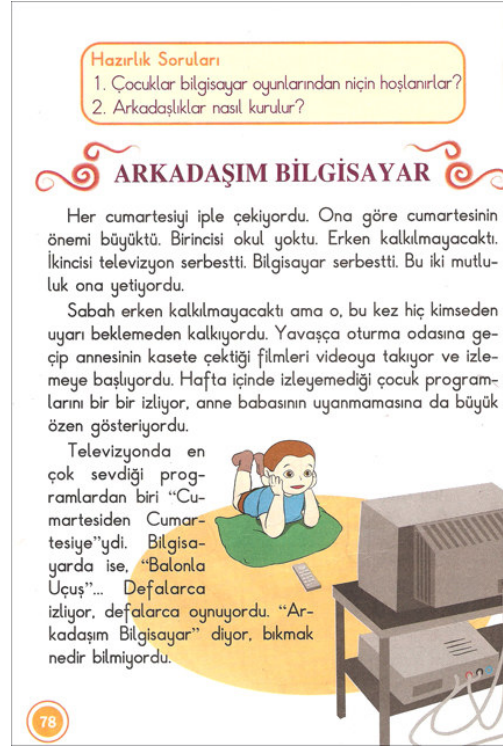 Hazırlık Soruları
1. Çocuklar bilgisayar oyunlarından niçin hoşlanırlar?
2. Arkadaşlıklar nasıl kurulur?
ARKADAŞIM BİLGİSAYAR
Her cumartesiyi iple çekiyordu. Ona göre cumartesinin
önemi büyüktü. Birincisi okul yoktu. Erken kalkılmayacaktı.
İkincisi televizyon serbestti. Bilgisayar serbestti. Bu iki mutlu-
luk ona yetiyordu.
Sabah erken kalkılmayacaktı ama o, bu kez hiç kimseden
uyarı beklemeden kalkıyordu. Yavaşça oturma odasına ge-
çip annesinin kasete çektiği filmleri videoya takıyor ve izle-
meye başlıyordu. Hafta içinde izleyemediği çocuk program-
larını bir bir izliyor, anne babasının uyanmamasına da büyük
özen gösteriyordu.
Televizyonda en
çok sevdiği prog-
ramlardan biri “Cu-
martesiden Cumar-
tesiye”ydi. Bilgisa-
yarda ise, “Balonla
Uçuş”... Defalarca
izliyor, defalarca oynuyordu. “Ar-
kadaşım Bilgisayar” diyor, bıkmak
nedir bilmiyordu.
78